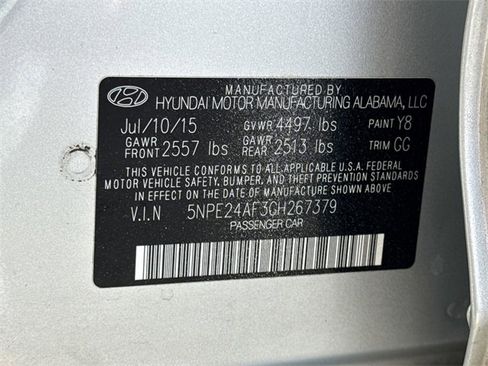 MANUFACTURED BY
HYUNDAI MOTOR MANUFACTURING ALABAMA, LLC
Jul/10/15 GVWR 4497 lbs PAINT Y8
GAWR FRONT 2557 lbs GAWR REAR 2513 lbs TRIM GG
THIS VEHICLE CONFORMS TO ALL APPLICABLE U.S.A. FEDERAL
MOTOR VEHICLE SAFETY, BUMPER, AND THEFT PREVENTION STANDARDS
IN EFFECT ON THE DATE OF MANUFACTURE SHOWN ABOVE.
V.I.N 5NPE24AF3GH267379
PASSENGER CAR